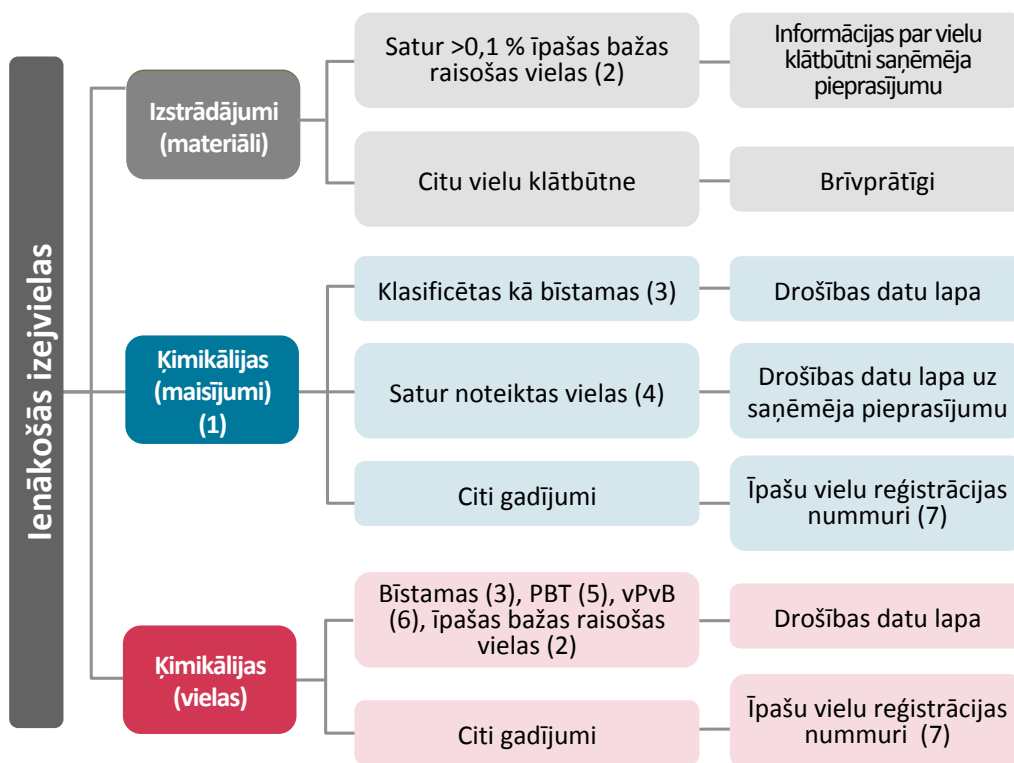 Ienākošās izejvielas
Izstrādājumi
(materiāli)
Satur >0,1 % īpašas bažas
raisošas vielas (2)
Informācijas par vielu
klātbūtni saņēmēja
pieprasījumu
Citu vielu klātbūtne
Brīvprātīgi
Ķimikālijas
(maisījumi)
(1)
Klasificētas kā bīstamas (3)
Drošības datu lapa
Satur noteiktas vielas (4)
Drošības datu lapa uz
saņēmēja pieprasījumu
Citi gadījumi
Īpašu vielu reģistrācijas
nummuri (7)
Ķimikālijas
(vielas)
Bīstamas (3), PBT (5), vPvB
(6), īpašas bažas raisošas
vielas (2)
Drošības datu lapa
Citi gadījumi
Īpašu vielu reģistrācijas
nummuri (7)